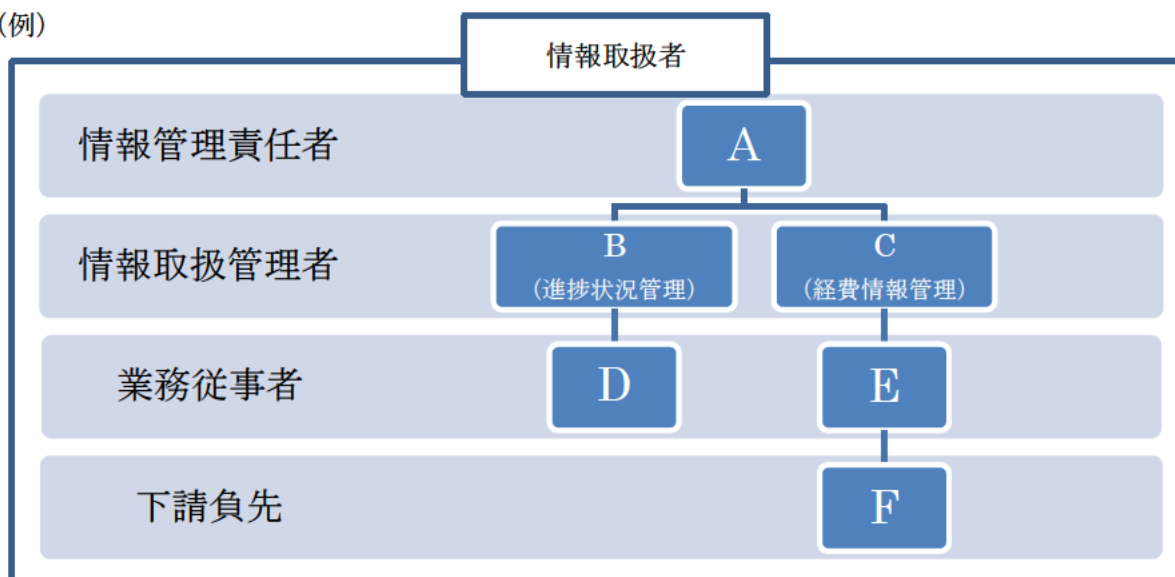 (例)
情報取扱者
情報管理責任者
A
情報取扱管理者
B
(進捗状況管理)
C
(経費情報管理)
業務従事者
D
E
下請負先
F